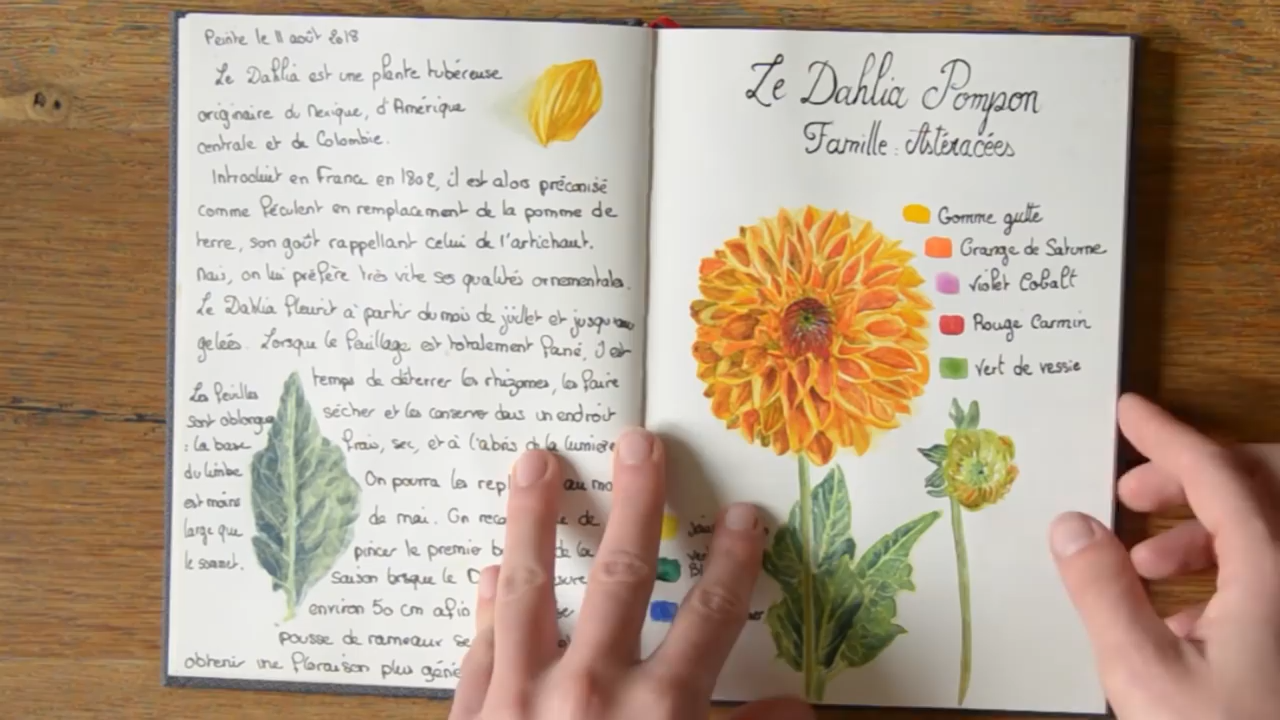 Peinte le 11 août 2018
Le Dahlia est une plante tubéreuse
originaire du Mexique, d'Amérique
centrale et de Colombie.
Introduit en France en 1802, il est alors préconisé
comme féculent en remplacement de la pomme de
terre, son goût rappellant celui de l'artichaut.
Mais, on lui préfère très vite ses qualités ornementales.
Le Dahlia fleurit à partir du mois de juillet et jusqu'aux
gelées. Lorsque le feuillage est totalement fané, il est
temps de déterrer les rhizomes, les faire
sécher et les conserver dans un endroit
frais, sec, et à l'abris de la lumière
On pourra les au
de mai. On de
pincer le premier de la
saison lorsque le
environ 50 cm afin
pousse de rameaux
obtenir une floraison plus
Les feuilles
sont oblongues
: la base
du limbe
est moins
large que
le sommet.
Le Dahlia Pompon
Famille : Astéracées
Gomme gutte
Orange de Saturne
Violet Cobalt
Rouge Carmin
Vert de vessie